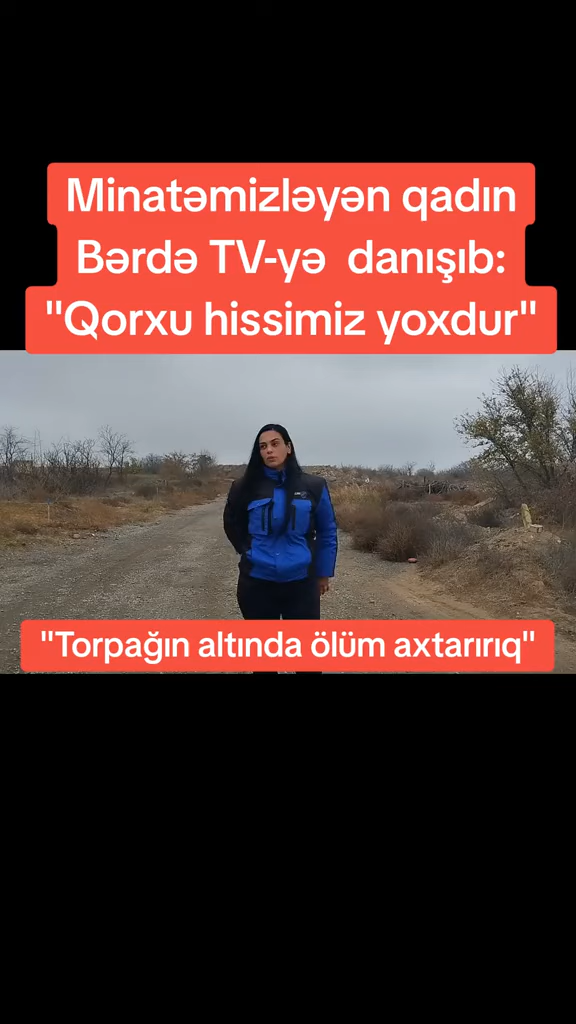 Minatəmizləyən qadın
Bərdə TV-yə danışıb:
"Qorxu hissimiz yoxdur"
"Torpağın altında ölüm axtarırıq"